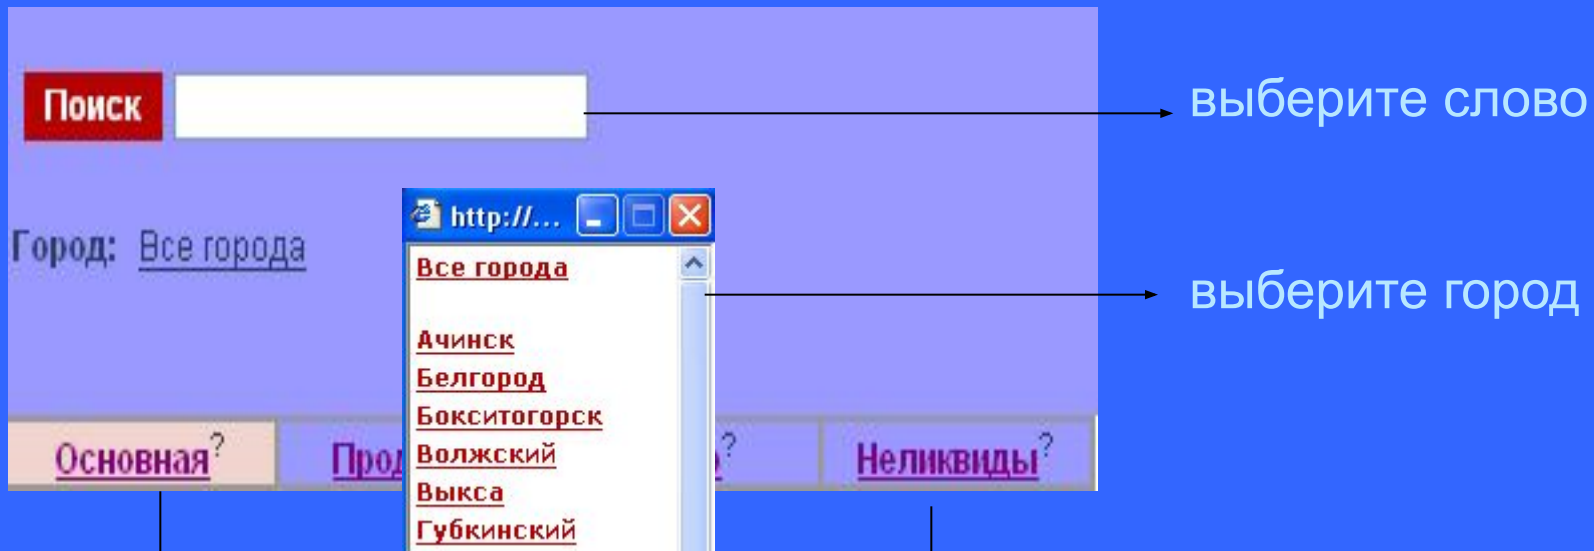 Поиск
выберите слово
http://...
Город: Все города
Все города
выберите город
Ачинск
Белгород
Бокситогорск
Основная?
?
Неликвиды?
Волжский
Выкса
Губкинский